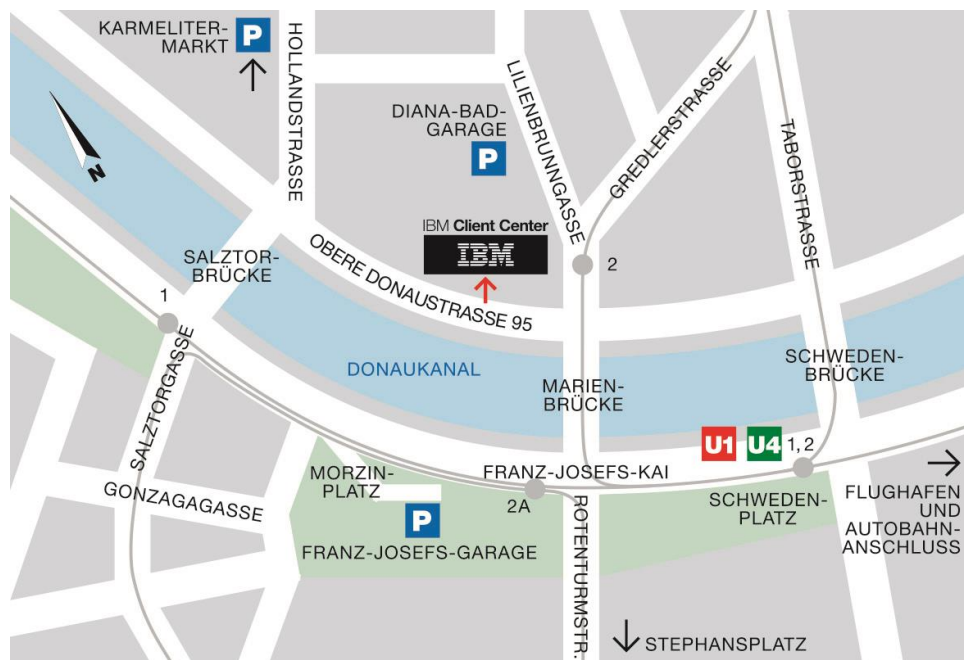 KARMELITER-
MARKT
P
HOLLANDSTRASSE
LILIENBRUNNGASSE
GREDLERSTRASSE
TABORSTRASSE
DIANA-BAD-
GARAGE
P
N
IBM Client Center
IBM
SALZTOR-
BRÜCKE
OBERE DONAUSTRASSE 95
2
1
DONAUKANAL
MARIEN-
BRÜCKE
SCHWEDEN-
BRÜCKE
SALZTORGASSE
U1
U4
1, 2
MORZIN-
PLATZ
FRANZ-JOSEFS-KAI
GONZAGAGASSE
2A
SCHWEDEN-
PLATZ
FLUGHAFEN
UND
AUTOBAHN-
ANSCHLUSS
P
FRANZ-JOSEFS-GARAGE
ROTENTURMSTR.
STEPHANSPLATZ